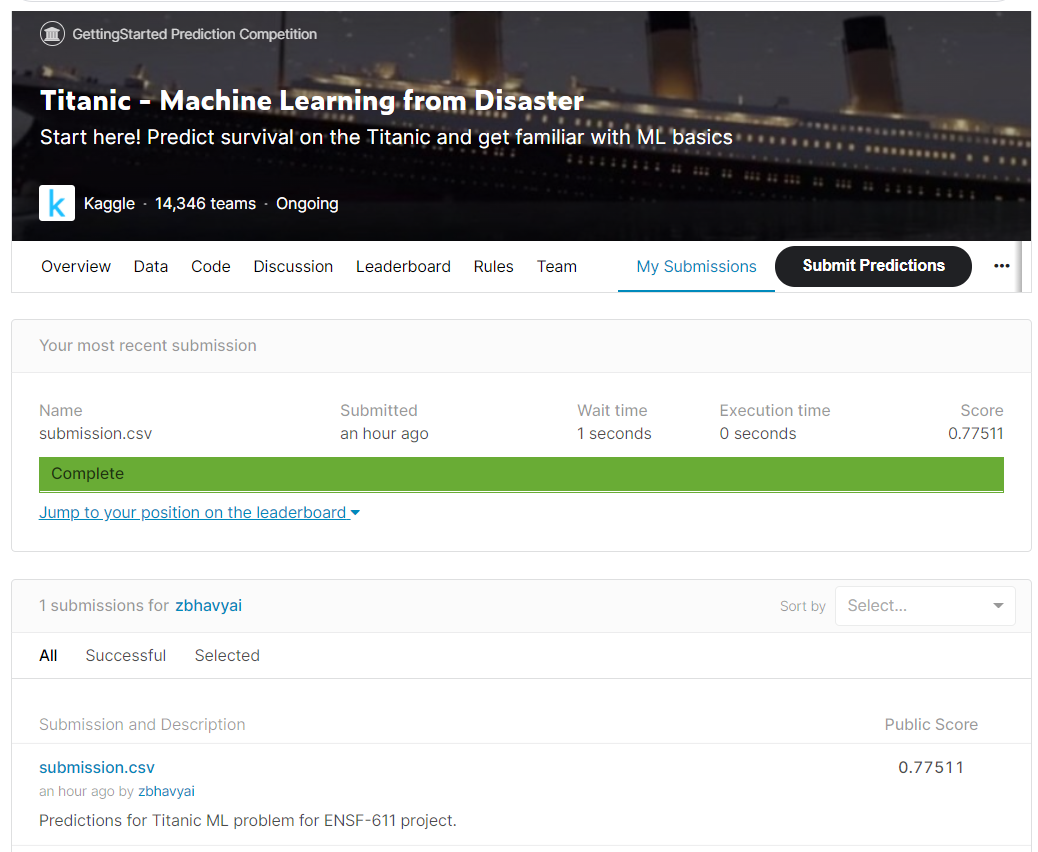 GettingStarted Prediction Competition
Titanic - Machine Learning from Disaster
Start here! Predict survival on the Titanic and get familiar with ML basics
k Kaggle · 14,346 teams · Ongoing
Overview Data Code Discussion Leaderboard Rules Team My Submissions Submit Predictions ...
Your most recent submission
Name Submitted Wait time Execution time Score
submission.csv an hour ago 1 seconds 0 seconds 0.77511
Complete
Jump to your position on the leaderboard
1 submissions for zbhavyai Sort by Select...
All Successful Selected
Submission and Description Public Score
submission.csv 0.77511
an hour ago by zbhavyai
Predictions for Titanic ML problem for ENSF-611 project.